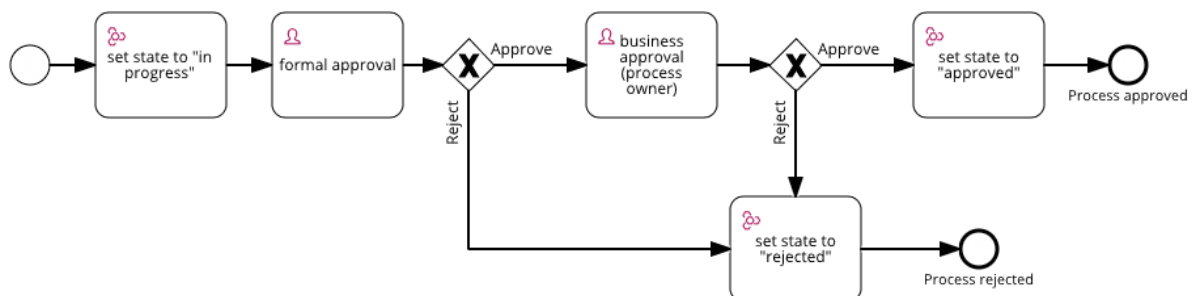 set state to "in
progress"
formal approval
Approve
Reject
business
approval
(process
owner)
Approve
Reject
set state to
"approved"
Process approved
set state to
"rejected"
Process rejected